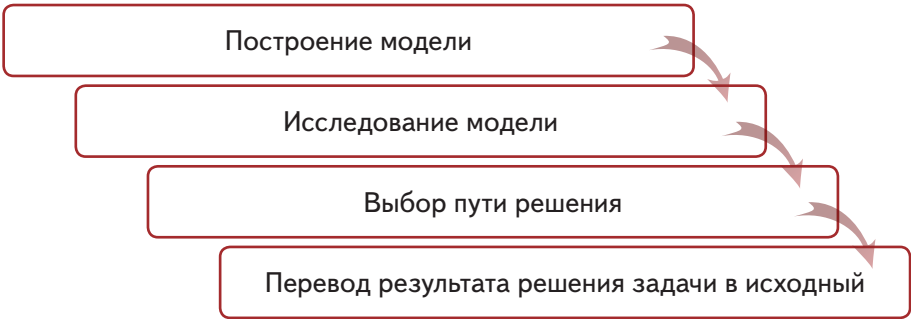 Построение модели
Исследование модели
Выбор пути решения
Перевод результата решения задачи в исходный